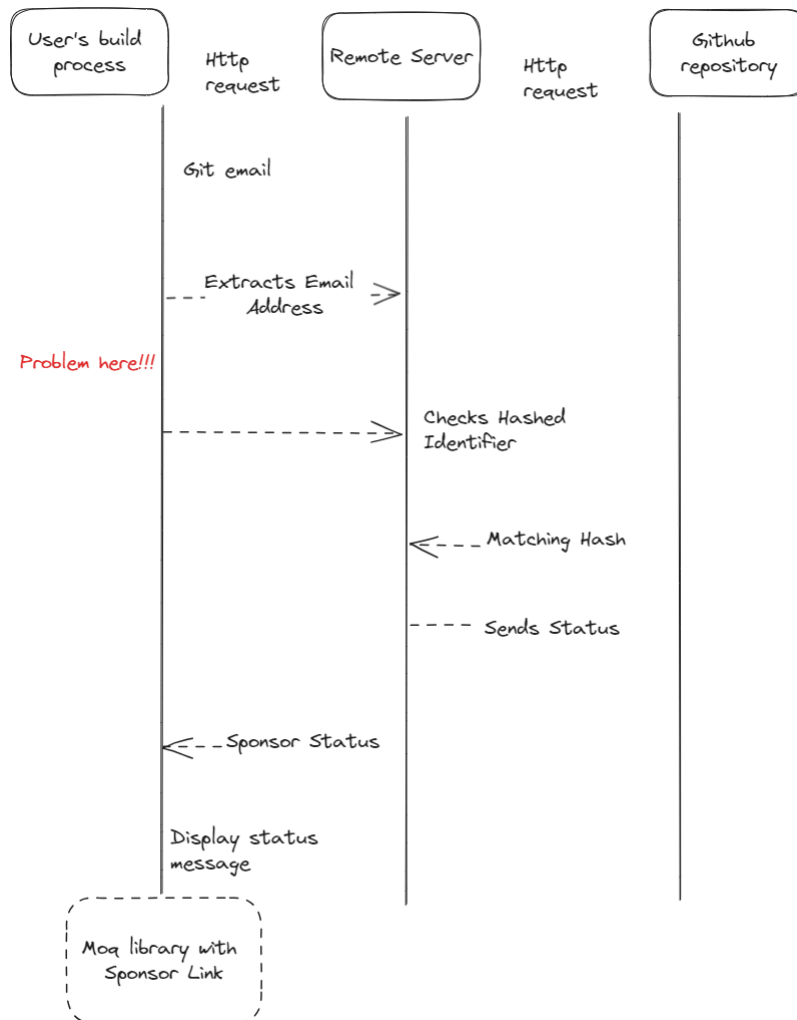 User's build
process
Http
request
Remote Server
Http
request
Github
repository
Git email
Extracts Email
Address
Problem here!!!
Checks Hashed
Identifier
Matching Hash
Sends Status
Sponsor Status
Display status
message
Moq library with
Sponsor Link